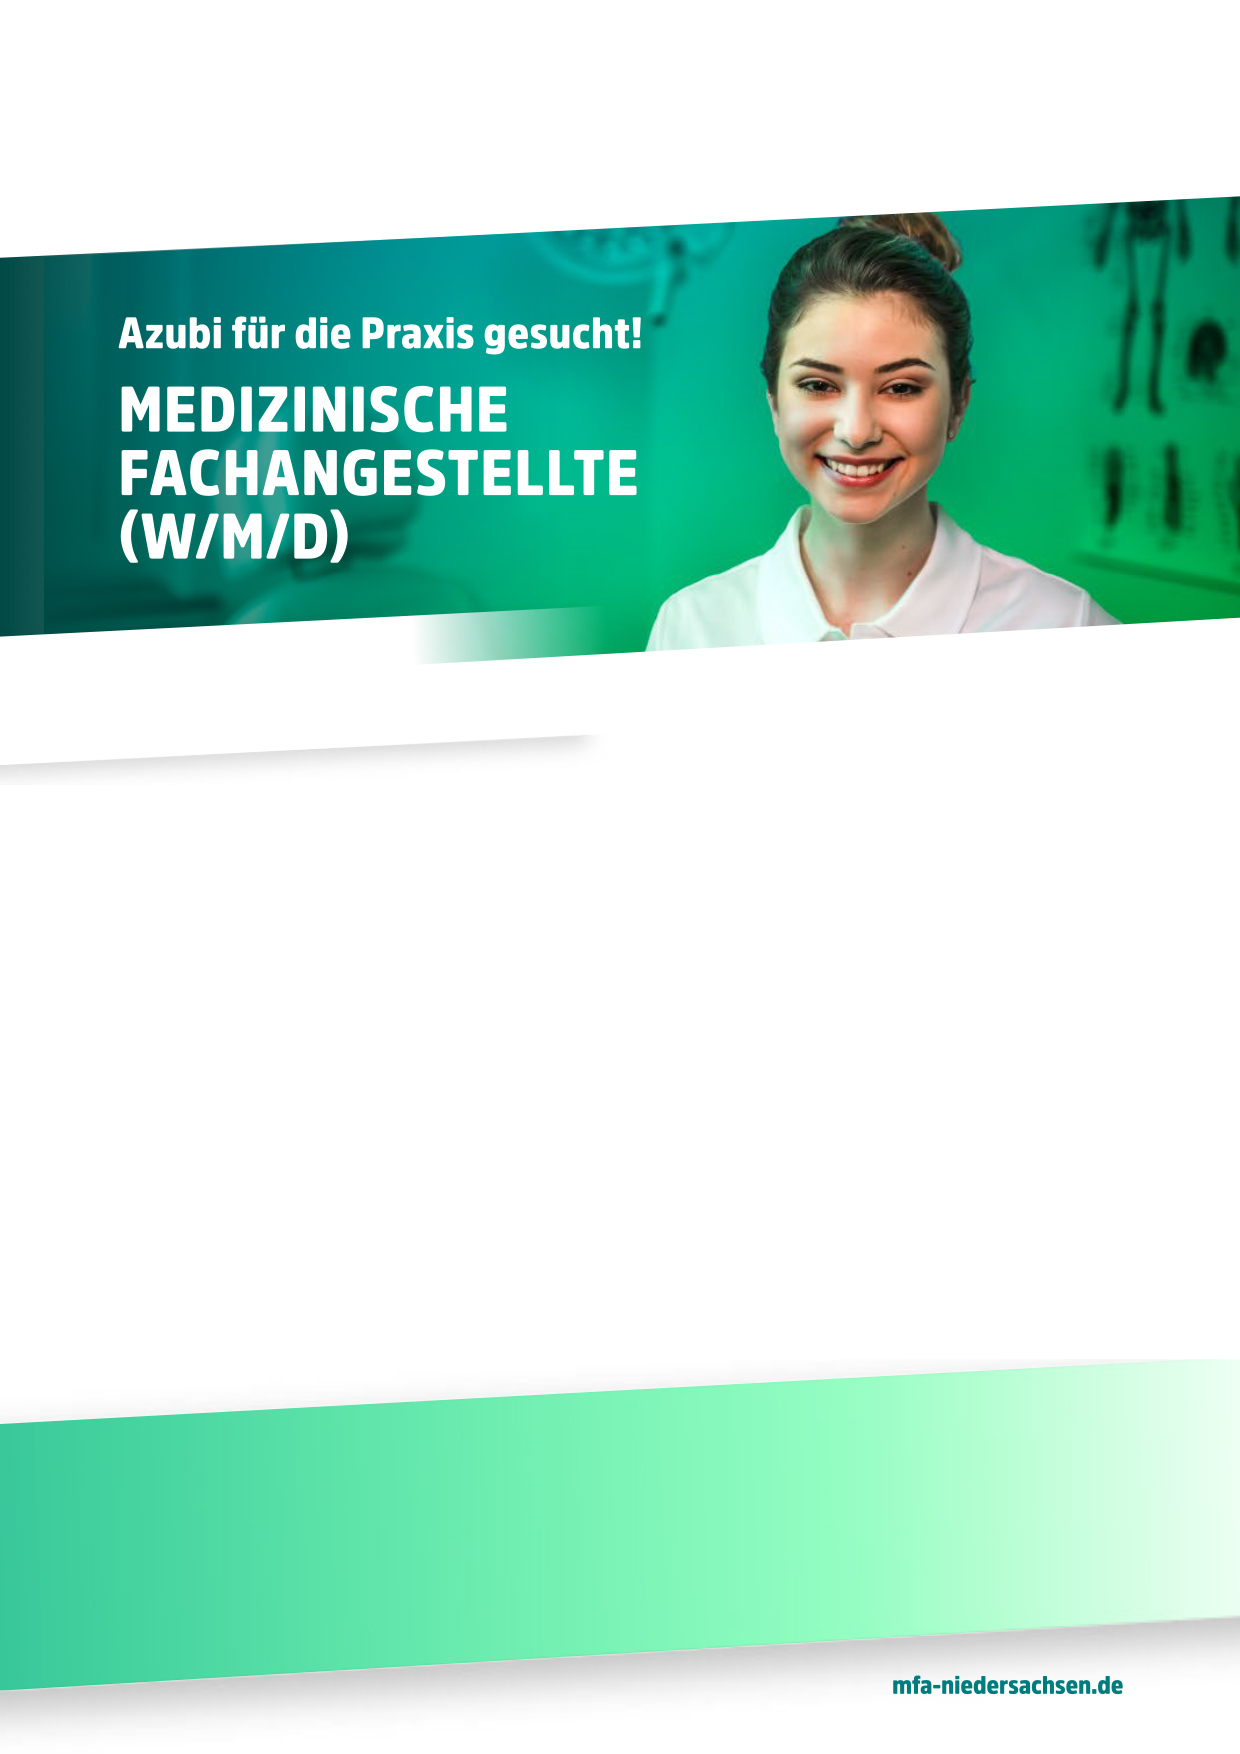 Azubi für die Praxis gesucht!
MEDIZINISCHE
FACHANGESTELLTE
(W/M/D)
mfa-niedersachsen.de